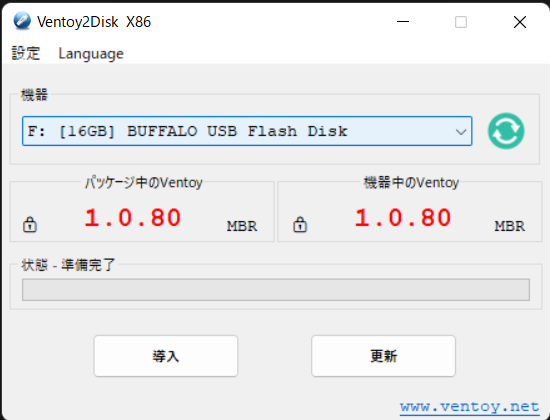 Ventoy2Disk X86
設定 Language
機器
F: [16GB] BUFFALO USB Flash Disk
パッケージ中のVentoy 機器中のVentoy
1.0.80 MBR 1.0.80 MBR
状態 - 準備完了
導入 更新
www.ventoy.net